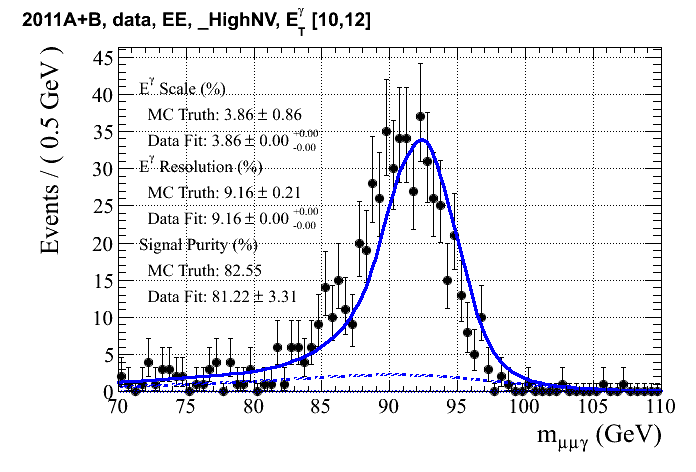 2011A+B, data, EE, _HighNV, E_T^γ [10,12]
Events / ( 0.5 GeV )
45
40
35
30
25
20
15
10
5
0
E^γ Scale (%)
MC Truth: 3.86 ± 0.86
Data Fit: 3.86 ± 0.00 +0.00 -0.00
E^γ Resolution (%)
MC Truth: 9.16 ± 0.21
Data Fit: 9.16 ± 0.00 +0.00 -0.00
Signal Purity (%)
MC Truth: 82.55
Data Fit: 81.22 ± 3.31
70 75 80 85 90 95 100 105 110
m_μμγ (GeV)